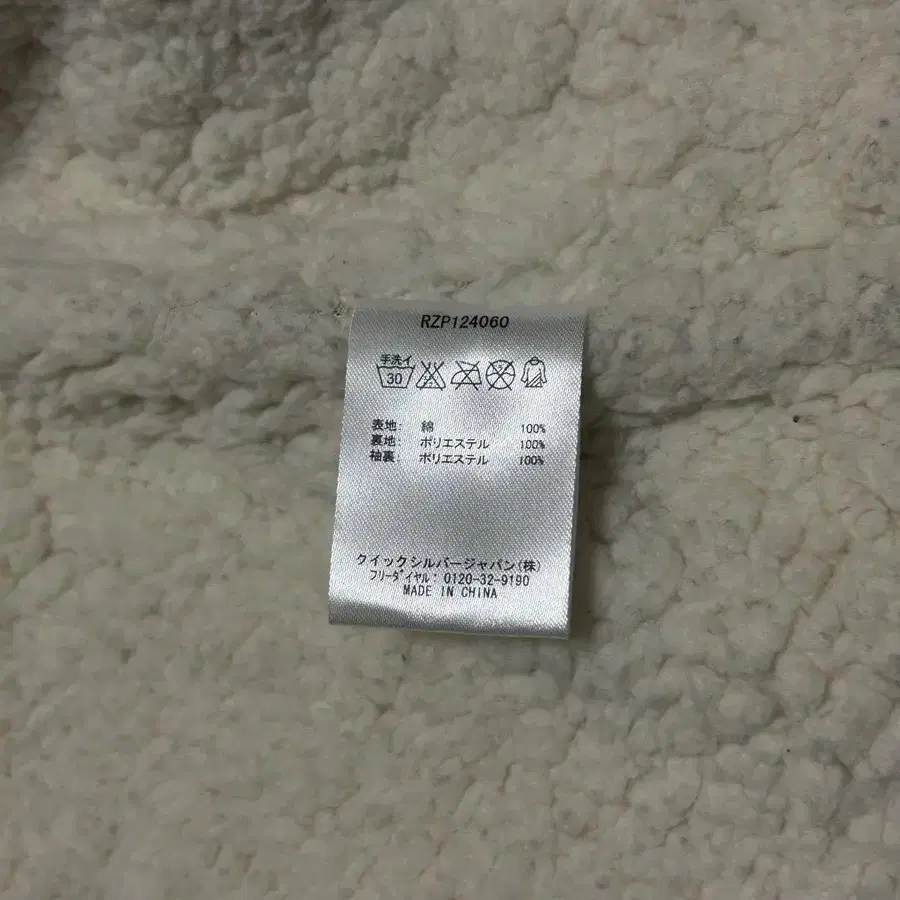 RZP124060
手洗イ
30
表地: 綿 100%
裏地: ポリエステル 100%
袖裏: ポリエステル 100%
クイックシルバージャパン(株)
フリーダイヤル: 0120-32-9190
MADE IN CHINA